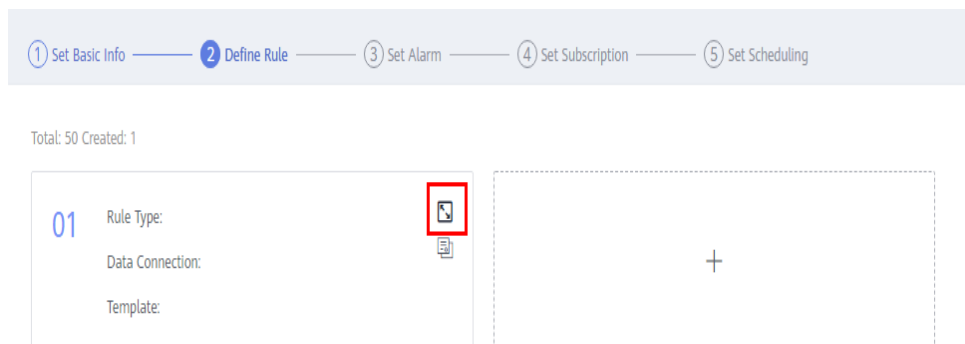 1 Set Basic Info 2 Define Rule 3 Set Alarm 4 Set Subscription 5 Set Scheduling
Total: 50 Created: 1
01
Rule Type:
Data Connection:
Template: